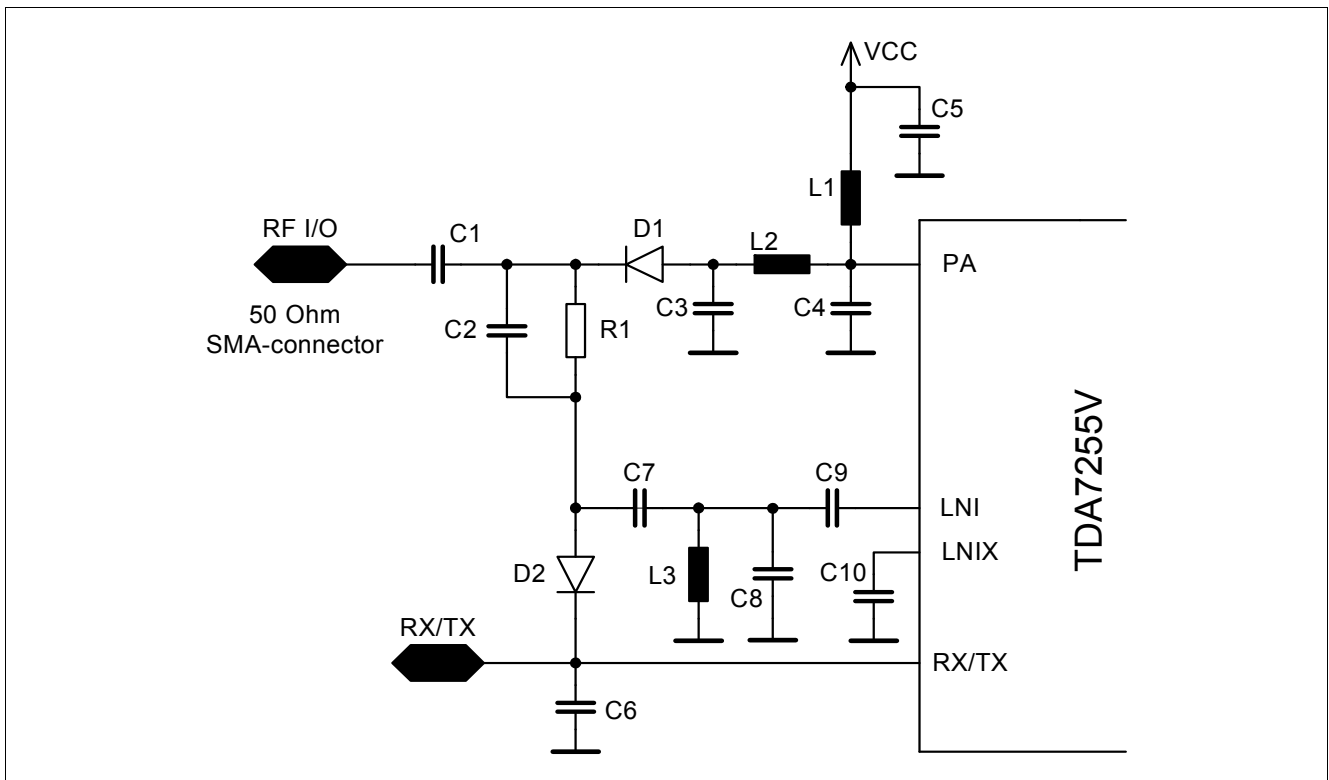 VCC
C5
L1
RF I/O
C1
D1
L2
PA
50 Ohm
SMA-connector
C2
R1
C3
C4
TDA7255V
C7
C9
LNI
LNIX
D2
L3
C8
C10
RX/TX
RX/TX
C6